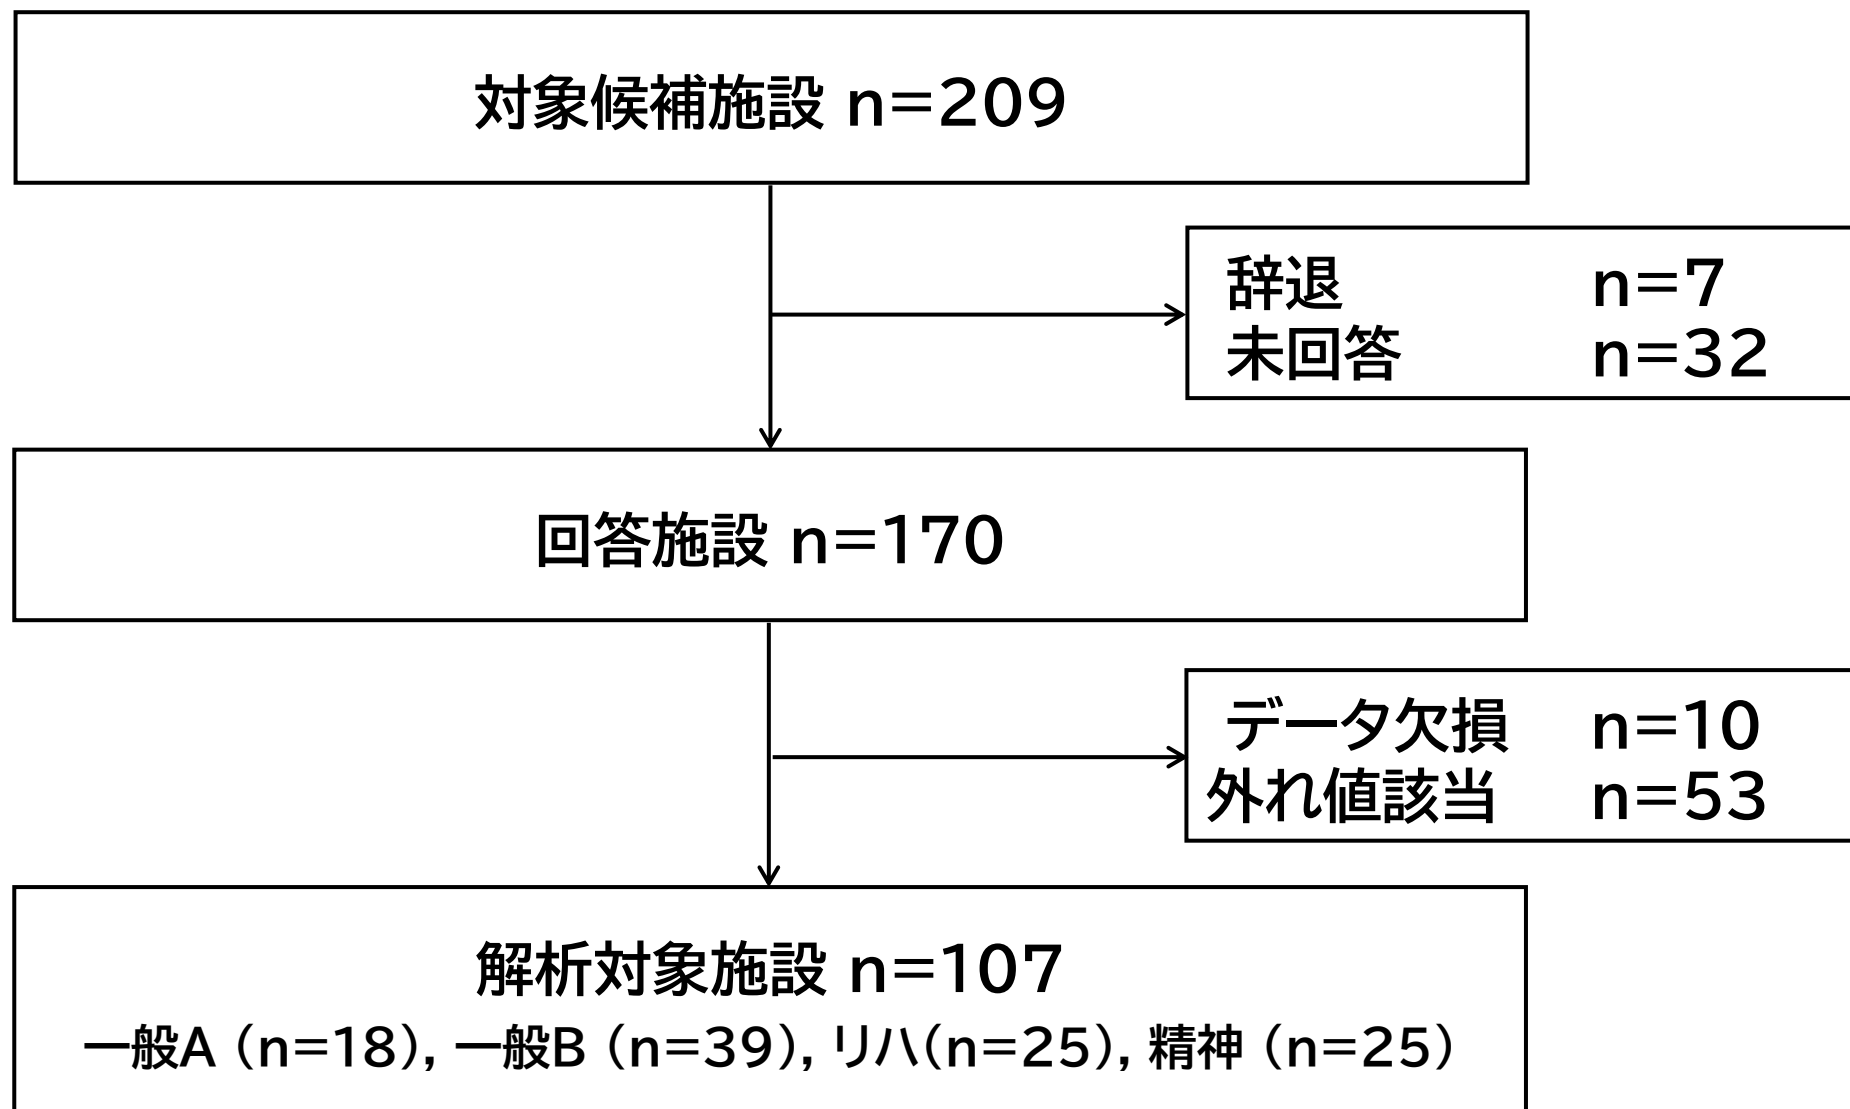 対象候補施設 n=209
辞退 n=7
未回答 n=32
回答施設 n=170
データ欠損 n=10
外れ値該当 n=53
解析対象施設 n=107
一般A (n=18), 一般B (n=39), リハ(n=25), 精神 (n=25)